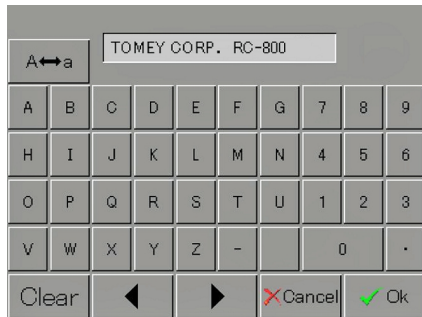 A↔a TOMEY CORP. RC-800
A B C D E F G 7 8 9
H I J K L M N 4 5 6
O P Q R S T U 1 2 3
V W X Y Z - 0 .
Clear Cancel Ok